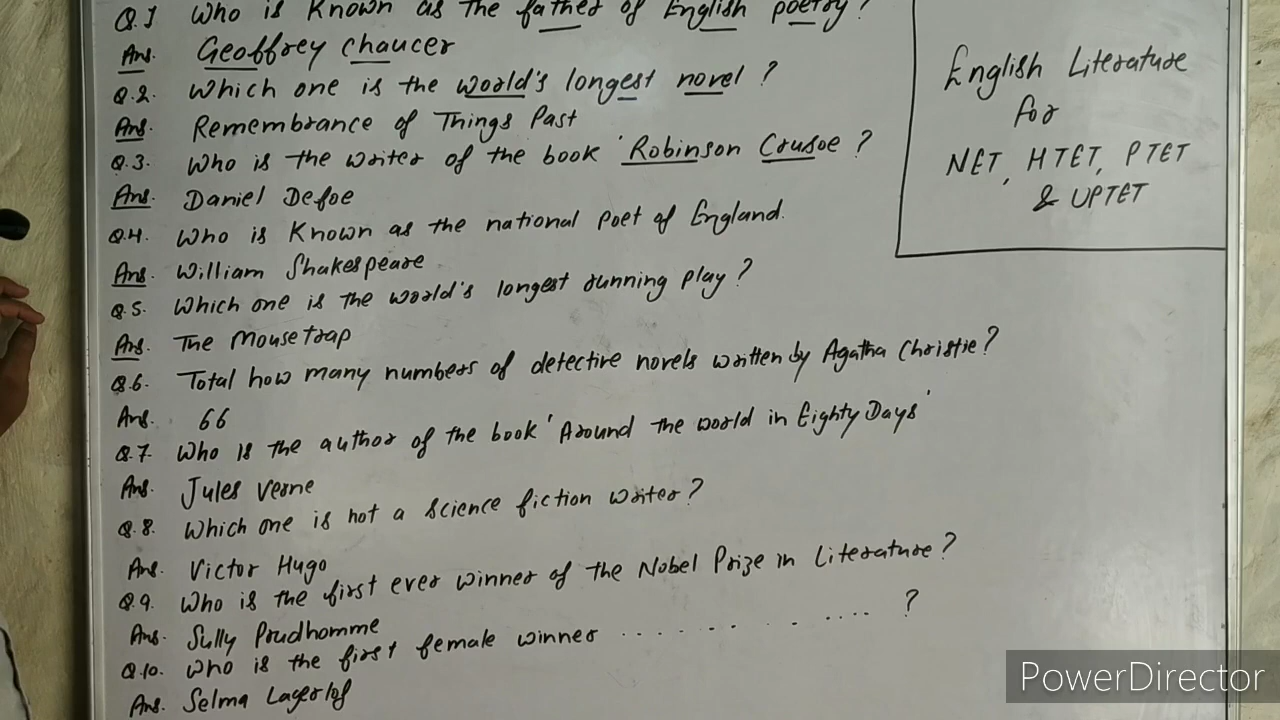 Q.1 Who is Known as the father of English poetry?
Ans. Geoffrey Chaucer
Q.2. Which one is the world's longest novel ?
Ans. Remembrance of Things Past
Q.3. Who is the writer of the book 'Robinson Crusoe ?
Ans. Daniel Defoe
Q.4. Who is Known as the national Poet of England.
Ans. William Shakespeare
Q.5. Which one is the world's longest running play ?
Ans. The Mousetrap
Q.6. Total how many numbers of detective novels written by Agatha Christie?
Ans. 66
Q.7. Who is the author of the book 'Around the world in Eighty Days'
Ans. Jules Verne
Q.8. Which one is not a science fiction writer ?
Ans. Victor Hugo
Q.9. Who is the first ever winner of the Nobel Prize in Literature ?
Ans. Sully Prudhomme
Q.10. Who is the first female winner .......... ?
Ans. Selma Lagerlof
English Literature
for
NET, HTET, PTET
& UPTET
PowerDirector